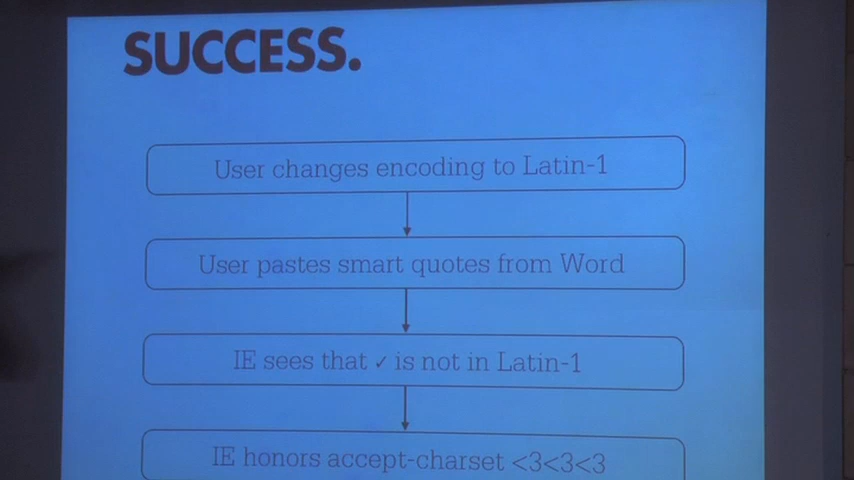 SUCCESS.
User changes encoding to Latin-1
User pastes smart quotes from Word
IE sees that ✓ is not in Latin-1
IE honors accept-charset <3<3<3